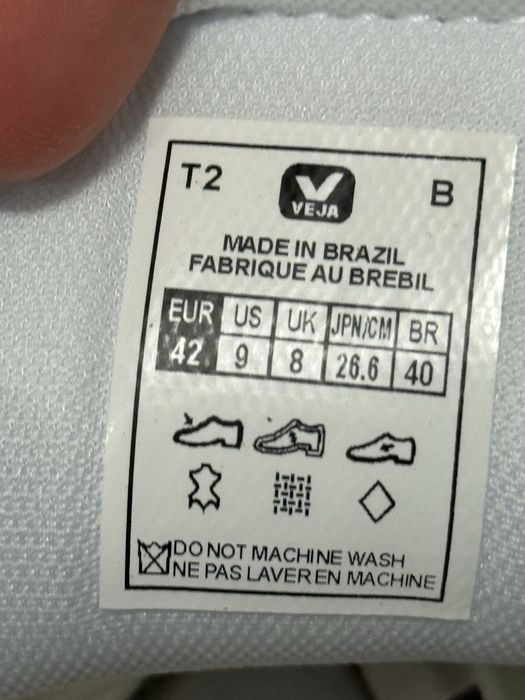 T2 VEJA B
MADE IN BRAZIL
FABRIQUE AU BREBIL
EUR US UK JPN/CM BR
42 9 8 26.6 40
DO NOT MACHINE WASH
NE PAS LAVER EN MACHINE